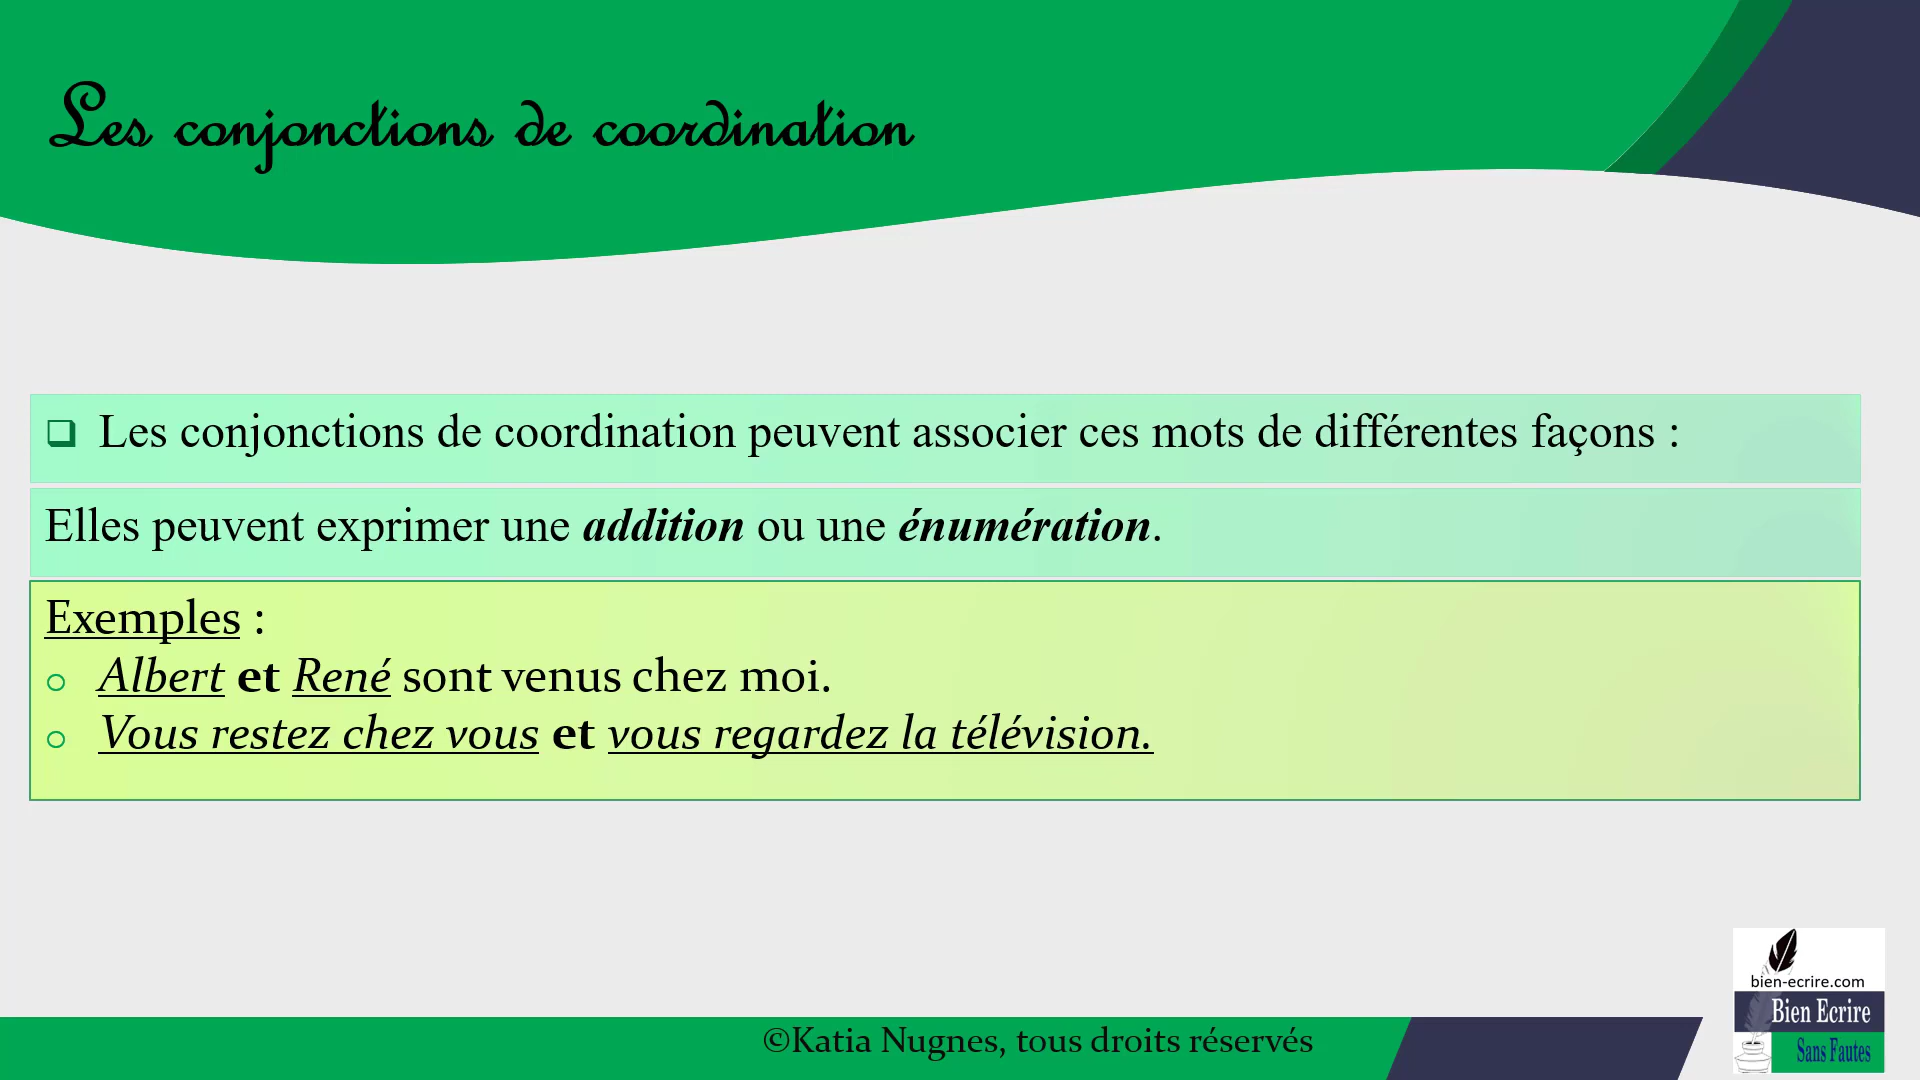 Les conjonctions de coordination
Les conjonctions de coordination peuvent associer ces mots de différentes façons :
Elles peuvent exprimer une addition ou une énumération.
Exemples :
Albert et René sont venus chez moi.
Vous restez chez vous et vous regardez la télévision.
©Katia Nugnes, tous droits réservés
bien-ecrire.com
Bien Ecrire
Sans Fautes